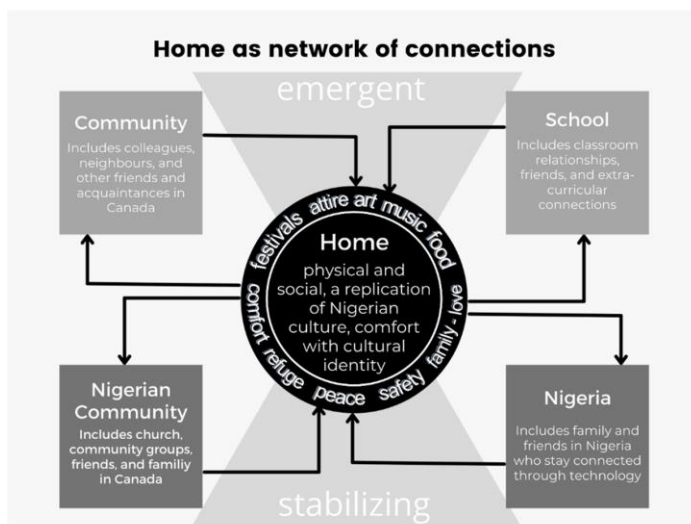 Home as network of connections
emergent
Community
Includes colleagues,
neighbours, and
other friends and
acquaintances in
Canada
School
Includes classroom
relationships,
friends, and extra-
curricular
connections
festivals attire art music food
Home
physical and
social, a replication
of Nigerian
culture, comfort
with cultural
identity
comfort refuge peace safety family-love
Nigerian
Community
Includes church,
community groups,
friends, and familiy
in Canada
Nigeria
Includes family and
friends in Nigeria
who stay connected
through technology
stabilizing